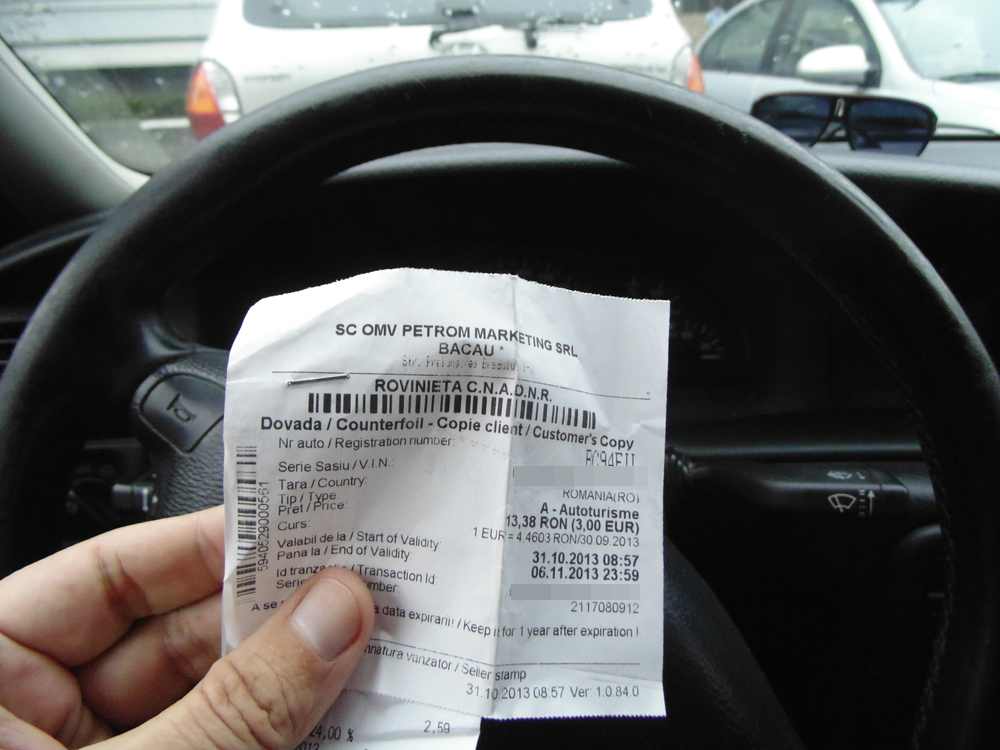 SC OMV PETROM MARKETING SRL
BACAU *
ROVINIETA C.N.A.D.N.R.
Dovada / Counterfoil - Copie client / Customer's Copy
Nr auto / Registration number:
Serie Sasiu / V.I.N.:
Tara / Country: ROMANIA(RO)
Tip / Type A - Autoturisme
Pret / Price: 13,38 RON (3,00 EUR)
Curs: 1 EUR = 4.4603 RON/30 09.2013
Valabil de la / Start of Validity 31.10.2013 08:57
Pana la / End of Validity 06.11.2013 23:59
Id / Transaction Id
2117080912
A se data expirarii! / Keep it for 1 year after expiration !
vanzator / Seller stamp
31.10.2013 08:57 Ver: 1.0.84.0
24,00 % 2,59
5940529000561